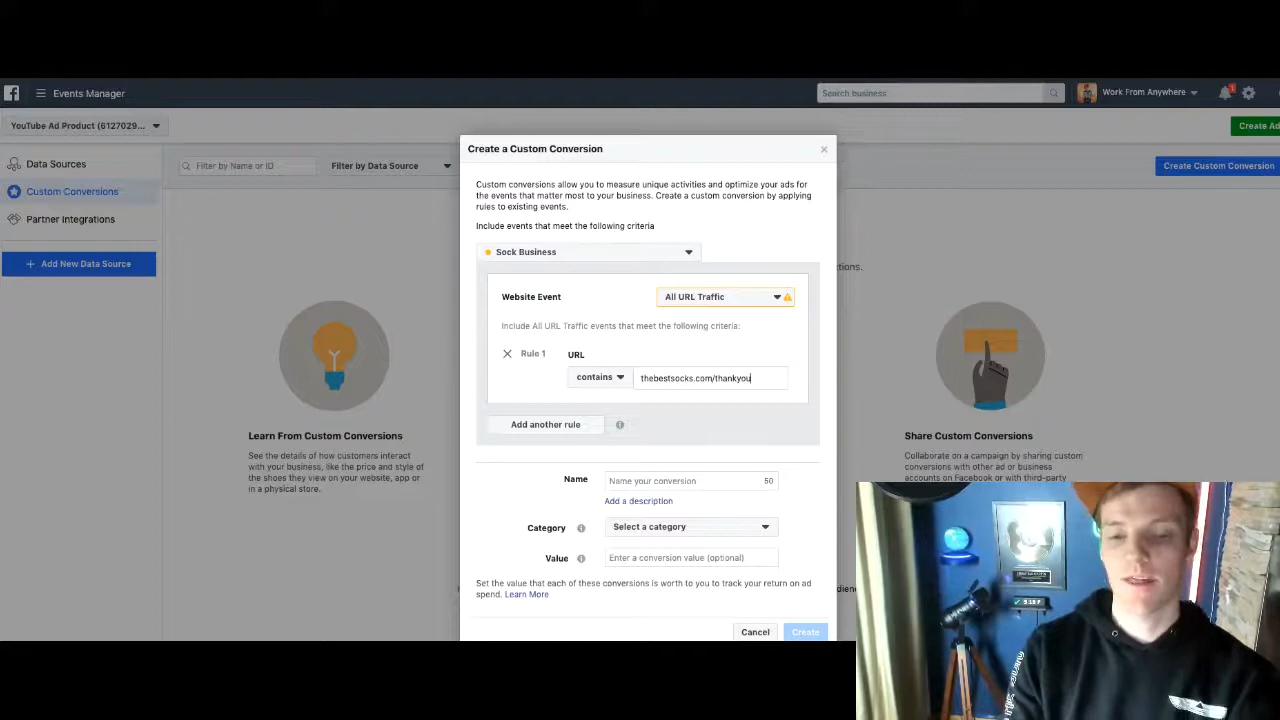 Events Manager
Search business
Work From Anywhere
1
YouTube Ad Product (6127029...
Create Ad
Data Sources
Filter by Name or ID
Filter by Data Source
Create Custom Conversion
Custom Conversions
Partner Integrations
+ Add New Data Source
Create a Custom Conversion
×
Custom conversions allow you to measure unique activities and optimize your ads for
the events that matter most to your business. Create a custom conversion by applying
rules to existing events.
Include events that meet the following criteria
Sock Business
Website Event
All URL Traffic
Include All URL Traffic events that meet the following criteria:
Rule 1
URL
contains
thebestsocks.com/thankyou
Add another rule
Name
Name your conversion
50
Add a description
Category
Select a category
Value
Enter a conversion value (optional)
Set the value that each of these conversions is worth to you to track your return on ad
spend. Learn More
Cancel
Create
Learn From Custom Conversions
See the details of how customers interact
with your business, like the price and style of
the shoes they view on your website, app or
in a physical store.
Share Custom Conversions
Collaborate on a campaign by sharing custom
conversions with other ad or business
accounts on Facebook or with third-party